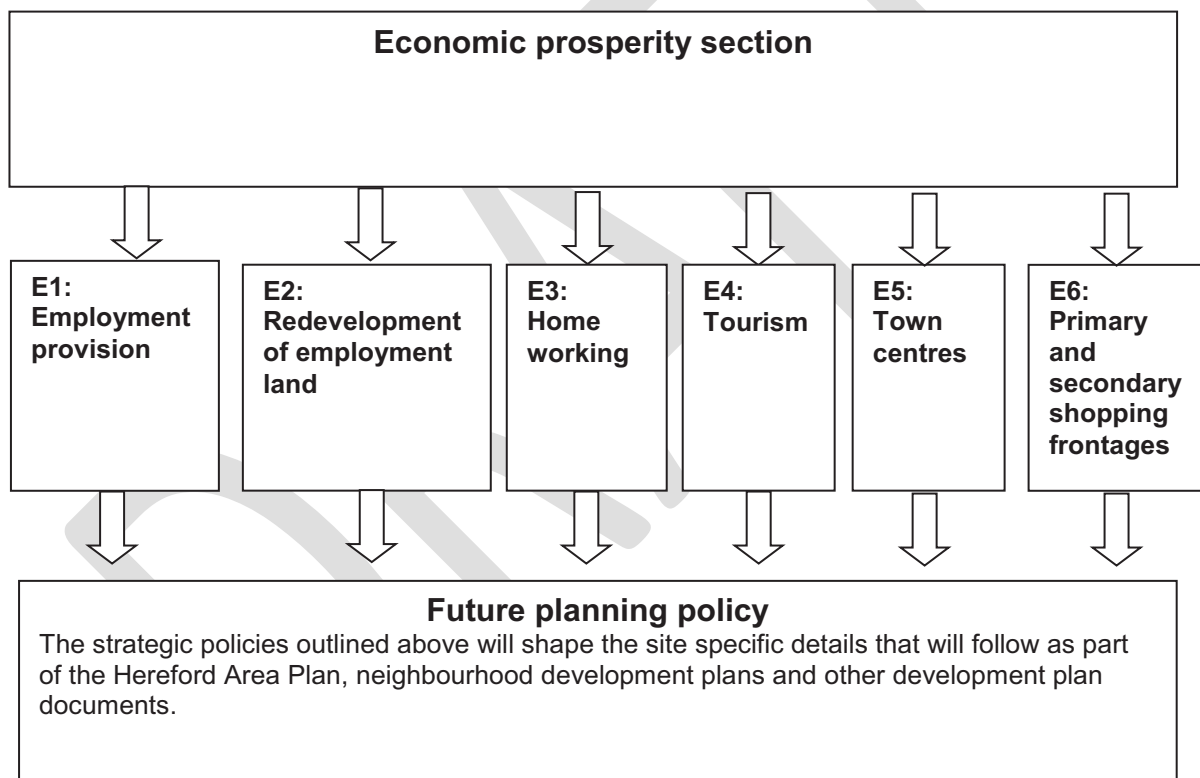 Economic prosperity section
E1:
Employment
provision
E2:
Redevelopment
of employment
land
E3:
Home
working
E4:
Tourism
E5:
Town
centres
E6:
Primary
and
secondary
shopping
frontages
Future planning policy
The strategic policies outlined above will shape the site specific details that will follow as part
of the Hereford Area Plan, neighbourhood development plans and other development plan
documents.